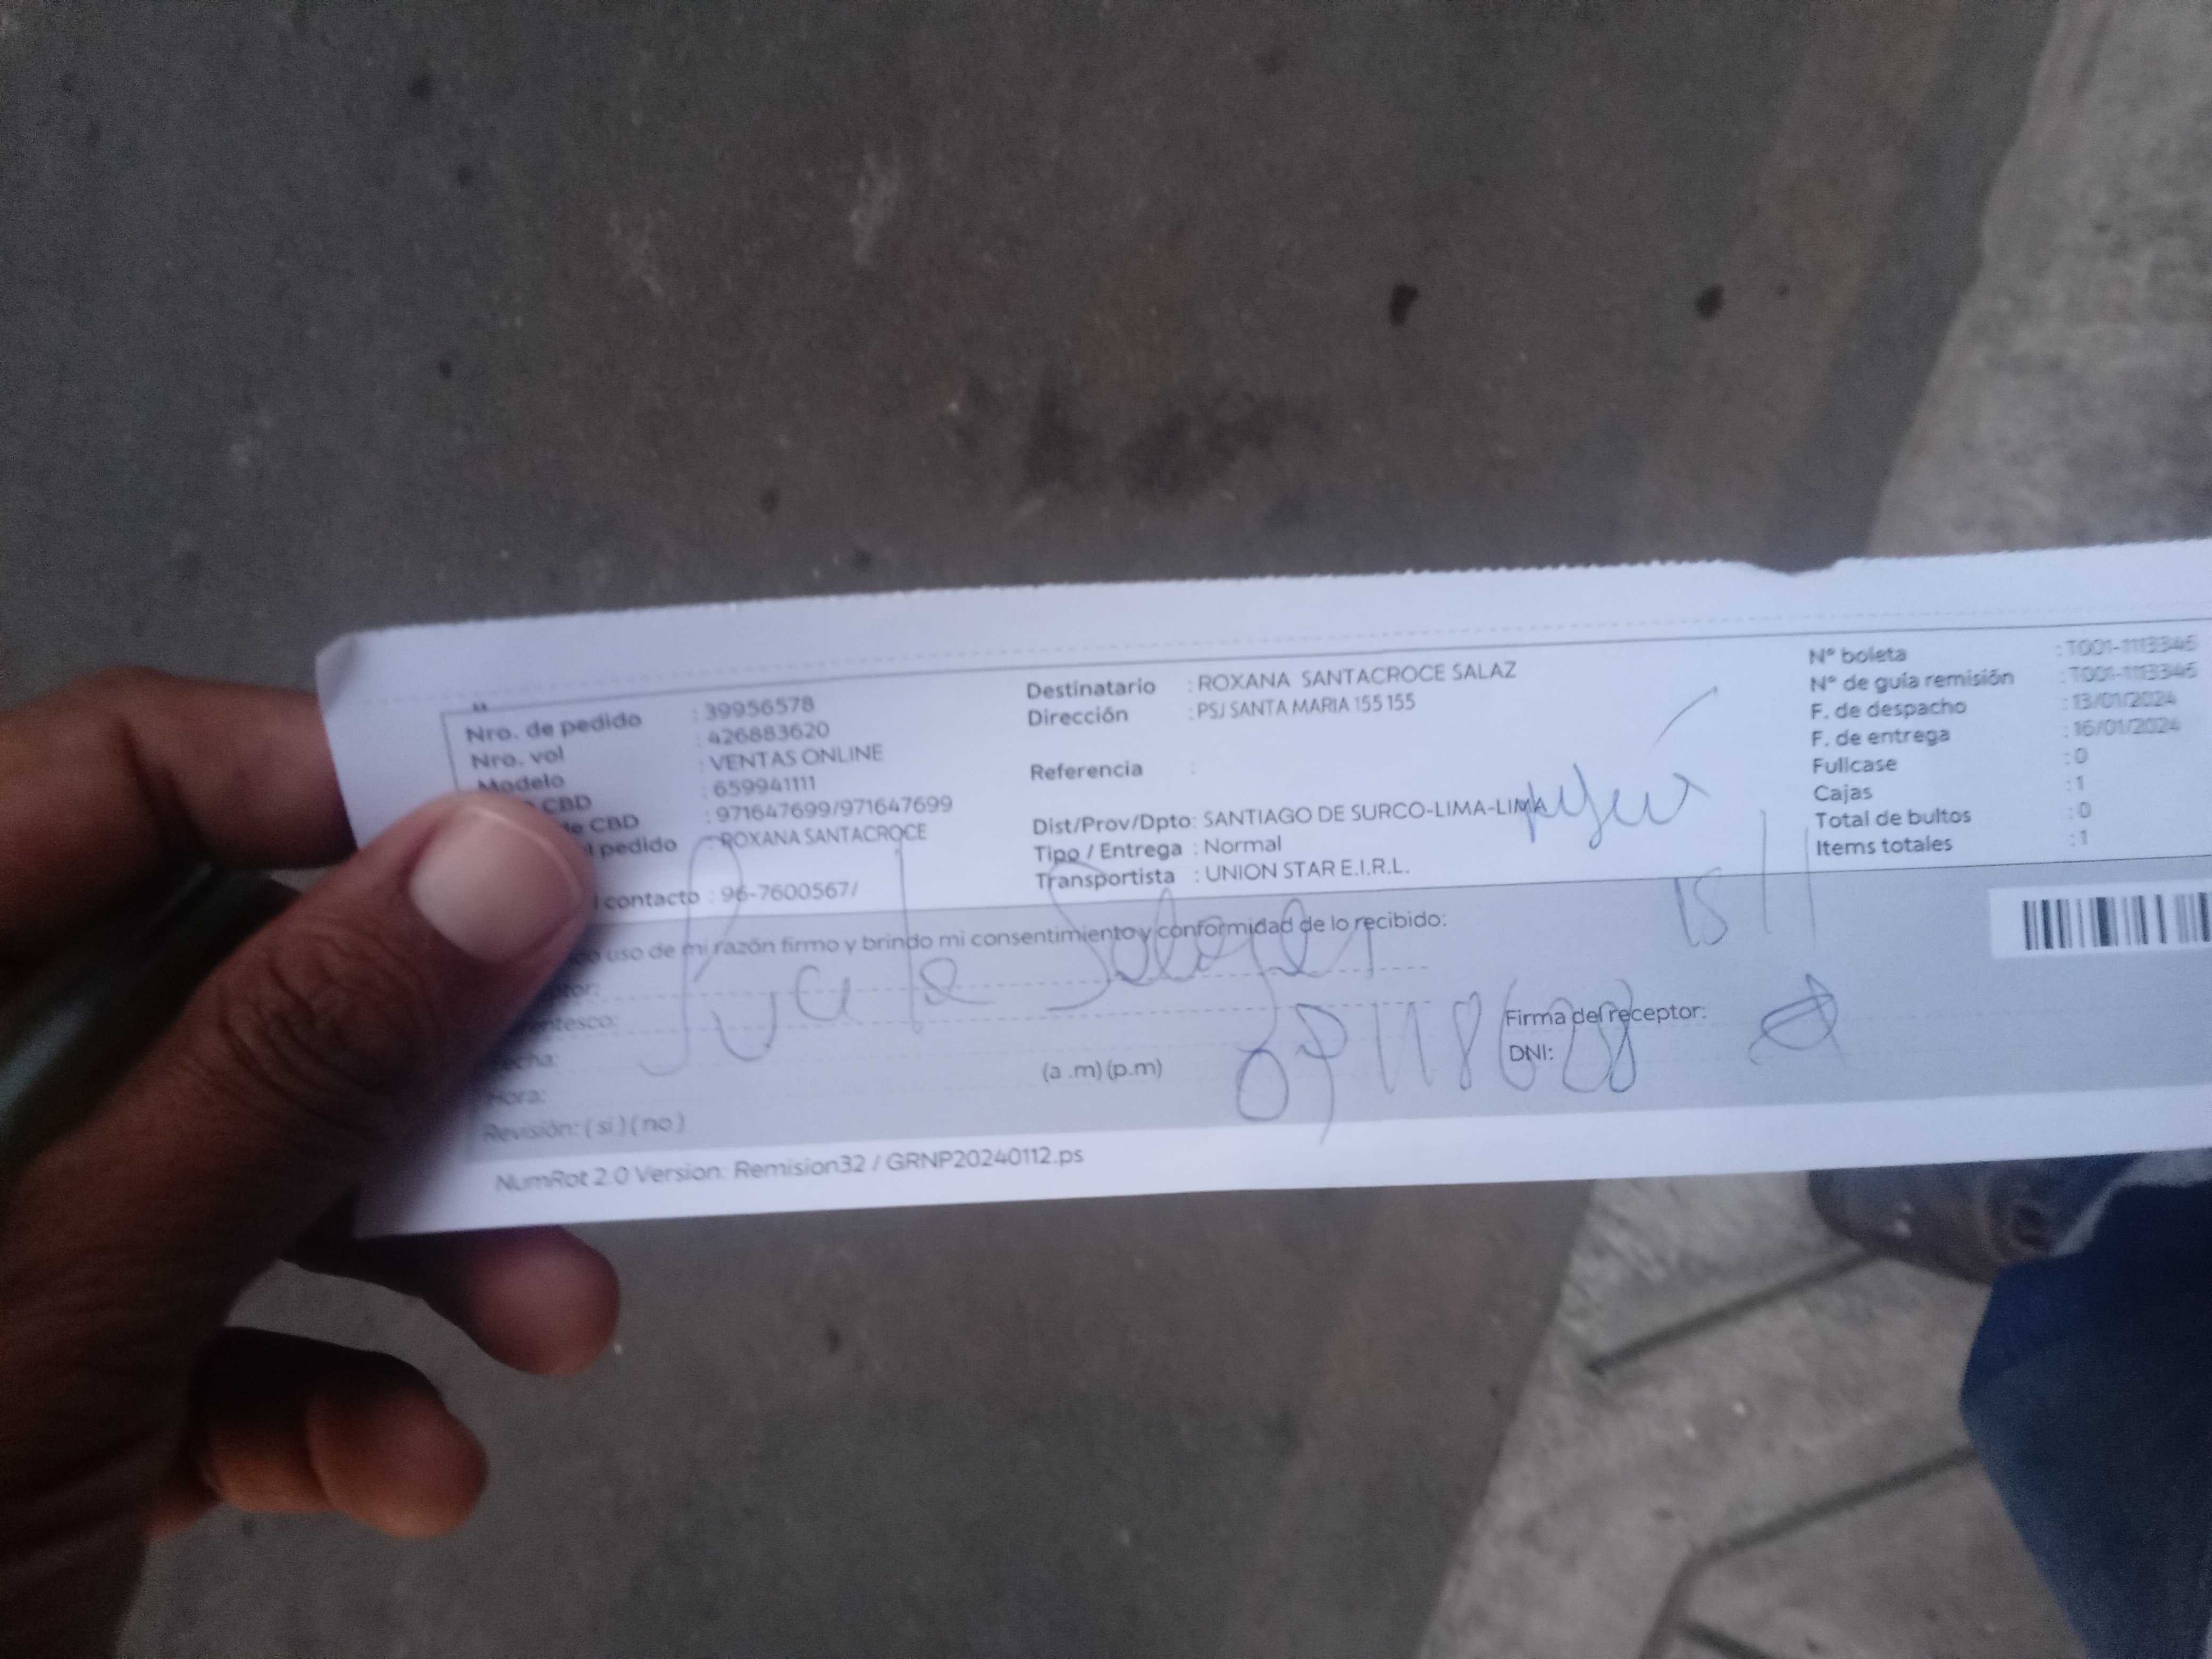 Nro. de pedido : 39956578
Nro. vol : 426883620
Modelo : VENTAS ONLINE
CBD : 659941111
de CBD : 971647699/971647699
l pedido : ROXANA SANTACROCE
contacto : 96-7600567/
Destinatario : ROXANA SANTACROCE SALAZ
Dirección : PSJ SANTA MARIA 155 155
Referencia :
Dist/Prov/Dpto: SANTIAGO DE SURCO-LIMA-LIMA
Tipo / Entrega : Normal
Transportista : UNION STAR E.I.R.L.
N° boleta : T001-1113346
N° de guía remisión : T001-1113346
F. de despacho : 13/01/2024
F. de entrega : 16/01/2024
Fullcase : 0
Cajas : 1
Total de bultos : 0
Items totales : 1
uso de mi razón firmo y brindo mi consentimiento y conformidad de lo recibido:
Hora:
(a .m) (p.m)
Revisión: ( si ) ( no )
Firma del receptor:
DNI:
NumRot 2.0 Version: Remision32 / GRNP20240112.ps